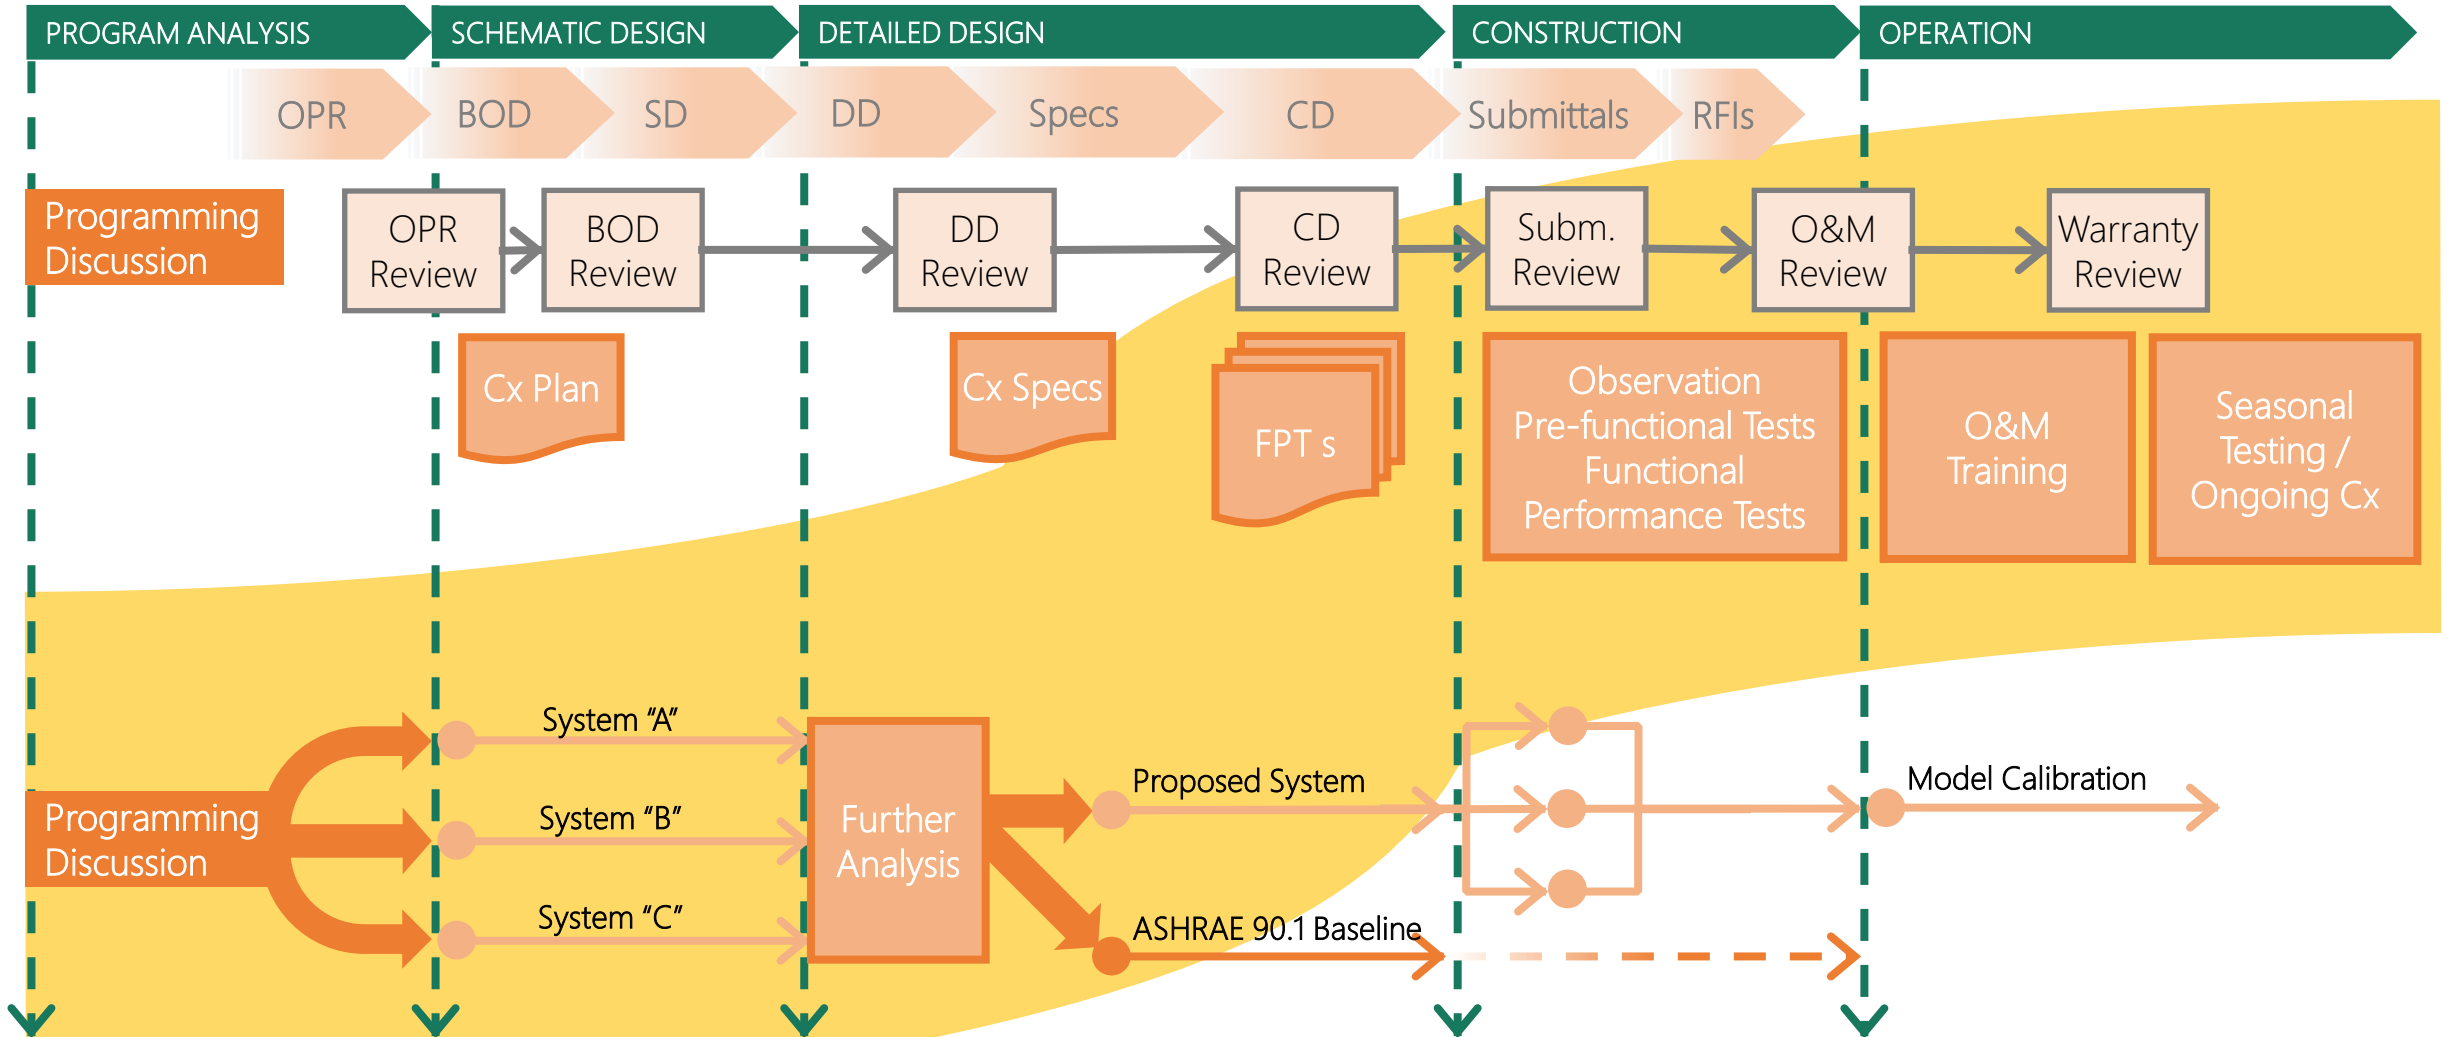 PROGRAM ANALYSIS
SCHEMATIC DESIGN
DETAILED DESIGN
CONSTRUCTION
OPERATION
OPR
BOD
SD
DD
Specs
CD
Submittals
RFIs
Programming
Discussion
OPR
Review
BOD
Review
DD
Review
CD
Review
Subm.
Review
O&M
Review
Warranty
Review
Cx Plan
Cx Specs
FPT s
Observation
Pre-functional Tests
Functional
Performance Tests
O&M
Training
Seasonal
Testing /
Ongoing Cx
Programming
Discussion
System “A”
System “B”
System “C”
Further
Analysis
Proposed System
ASHRAE 90.1 Baseline
Model Calibration